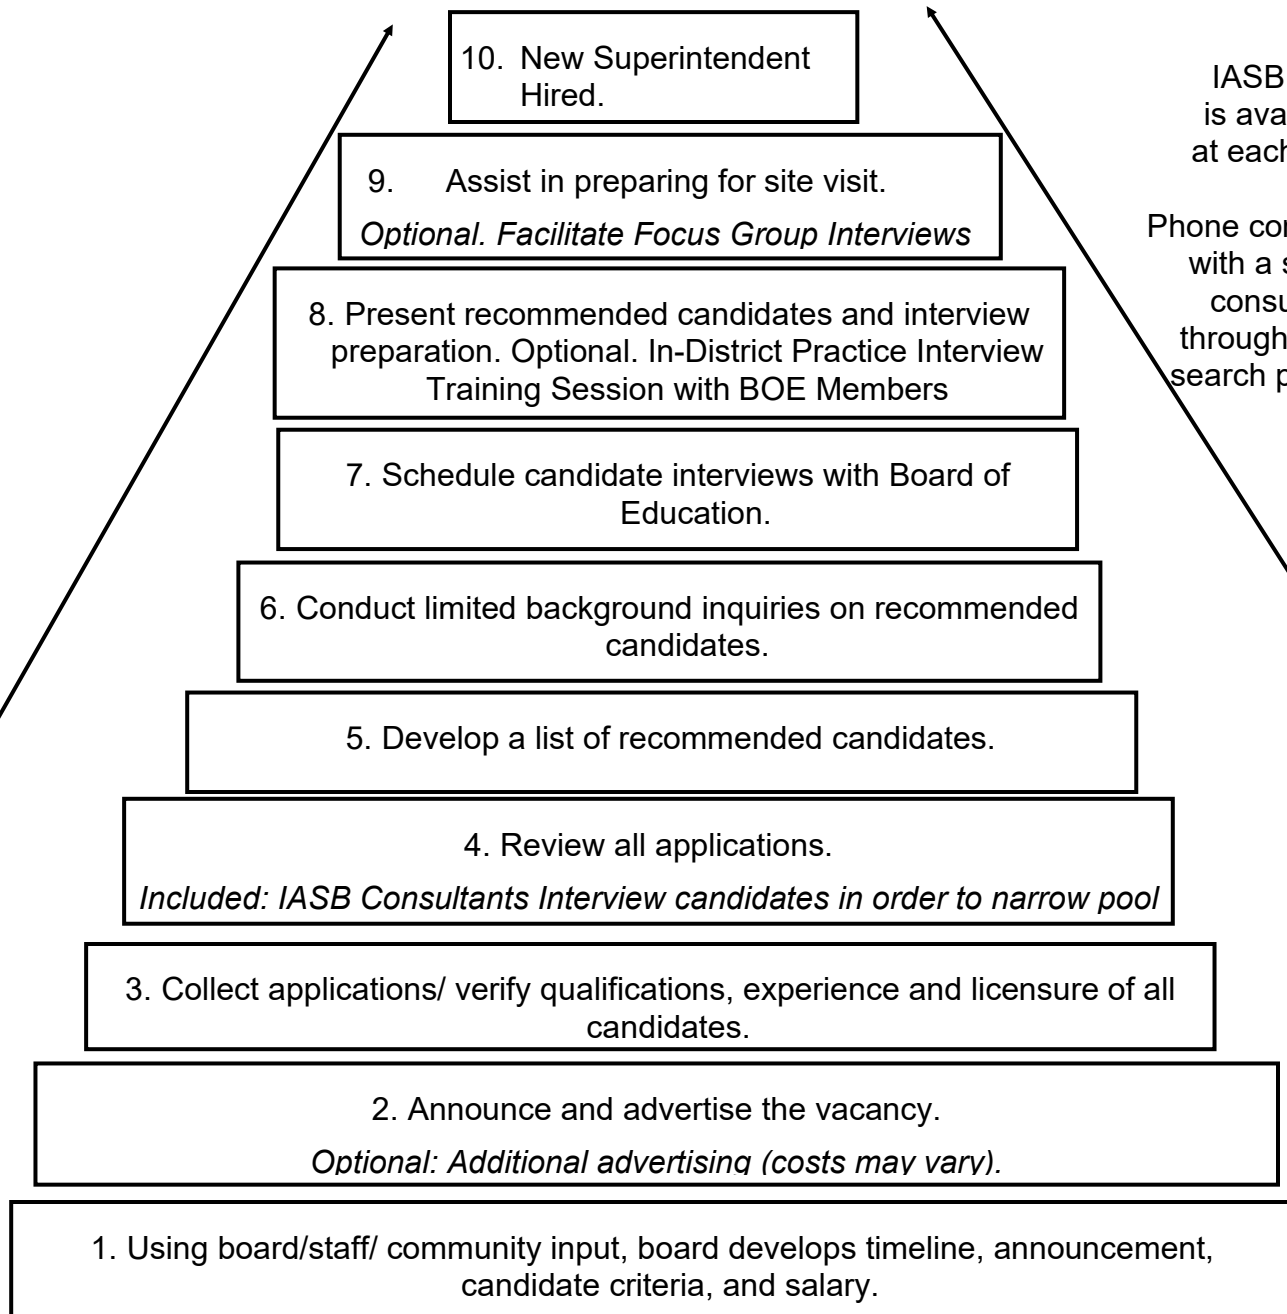 10. New Superintendent
Hired.
9. Assist in preparing for site visit.
Optional. Facilitate Focus Group Interviews
8. Present recommended candidates and interview
preparation. Optional. In-District Practice Interview
Training Session with BOE Members
7. Schedule candidate interviews with Board of
Education.
6. Conduct limited background inquiries on recommended
candidates.
5. Develop a list of recommended candidates.
4. Review all applications.
Included: IASB Consultants Interview candidates in order to narrow pool
3. Collect applications/ verify qualifications, experience and licensure of all
candidates.
2. Announce and advertise the vacancy.
Optional: Additional advertising (costs may vary).
1. Using board/staff/ community input, board develops timeline, announcement,
candidate criteria, and salary.
IASB
is
at each
Phone
with a
search